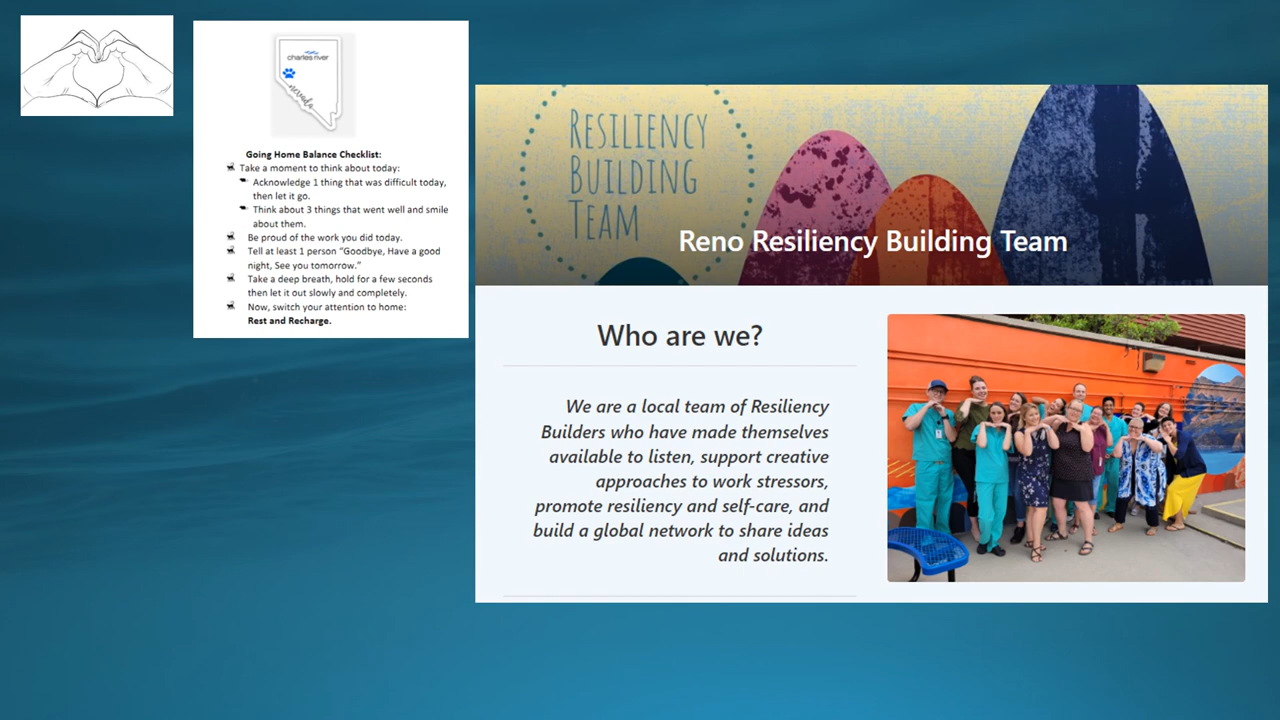 charles river
nevada
Going Home Balance Checklist:
Take a moment to think about today:
Acknowledge 1 thing that was difficult today,
then let it go.
Think about 3 things that went well and smile
about them.
Be proud of the work you did today.
Tell at least 1 person “Goodbye, Have a good
night, See you tomorrow.”
Take a deep breath, hold for a few seconds
then let it out slowly and completely.
Now, switch your attention to home:
Rest and Recharge.
RESILIENCY
BUILDING
TEAM
Reno Resiliency Building Team
Who are we?
We are a local team of Resiliency
Builders who have made themselves
available to listen, support creative
approaches to work stressors,
promote resiliency and self-care, and
build a global network to share ideas
and solutions.